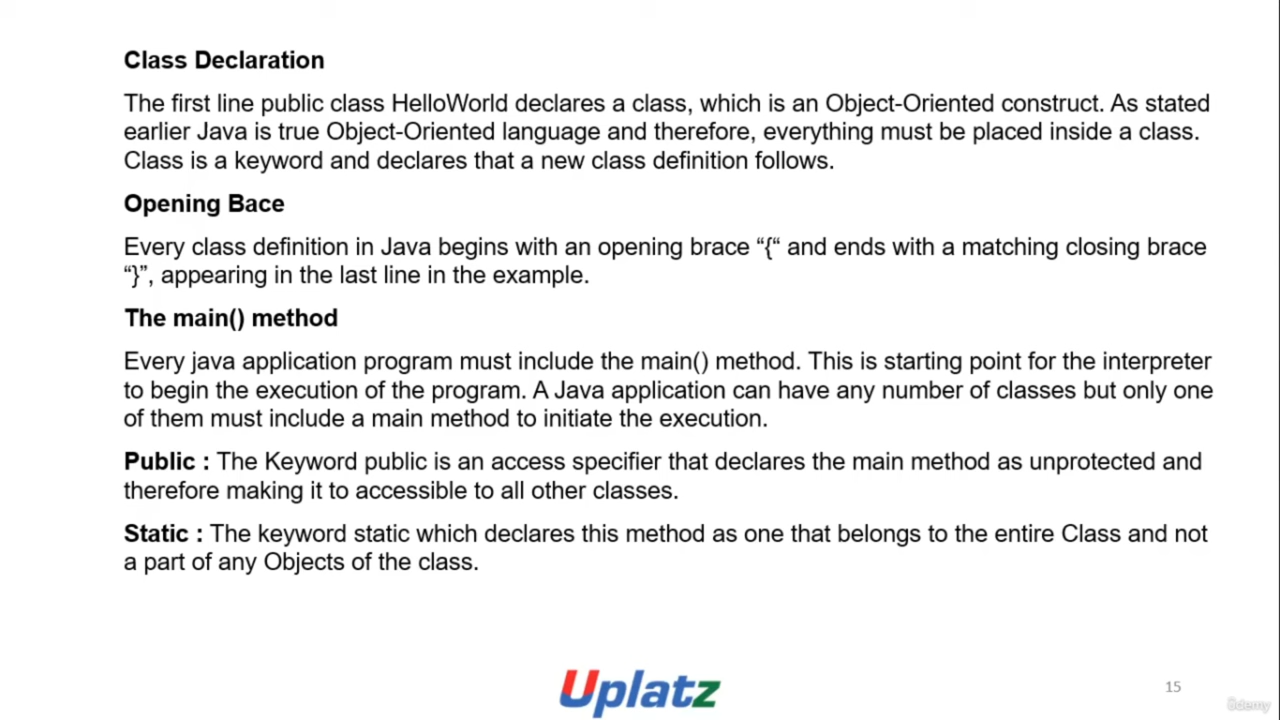 Class Declaration
The first line public class HelloWorld declares a class, which is an Object-Oriented construct. As stated
earlier Java is true Object-Oriented language and therefore, everything must be placed inside a class.
Class is a keyword and declares that a new class definition follows.
Opening Bace
Every class definition in Java begins with an opening brace “{“ and ends with a matching closing brace
“}”, appearing in the last line in the example.
The main() method
Every java application program must include the main() method. This is starting point for the interpreter
to begin the execution of the program. A Java application can have any number of classes but only one
of them must include a main method to initiate the execution.
Public : The Keyword public is an access specifier that declares the main method as unprotected and
therefore making it to accessible to all other classes.
Static : The keyword static which declares this method as one that belongs to the entire Class and not
a part of any Objects of the class.
Uplatz
15
ûdemy